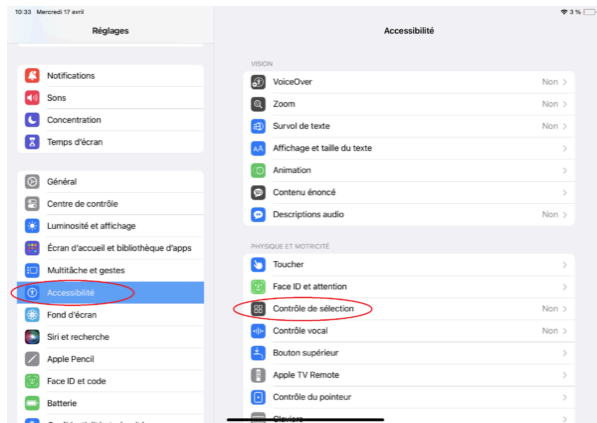 10:33 Mercredi 17 avril
3 %
Réglages
Notifications
Sons
Concentration
Temps d'écran
Général
Centre de contrôle
Luminosité et affichage
Écran d'accueil et bibliothèque d'apps
Multitâche et gestes
Accessibilité
Fond d'écran
Siri et recherche
Apple Pencil
Face ID et code
Batterie
Accessibilité
VISION
VoiceOver Non
Zoom Non
Survol de texte Non
AA Affichage et taille du texte
Animation
Contenu énoncé
Descriptions audio Non
PHYSIQUE ET MOTRICITÉ
Toucher
Face ID et attention
Contrôle de sélection Non
Contrôle vocal Non
Bouton supérieur
Apple TV Remote
Contrôle du pointeur
Claviers